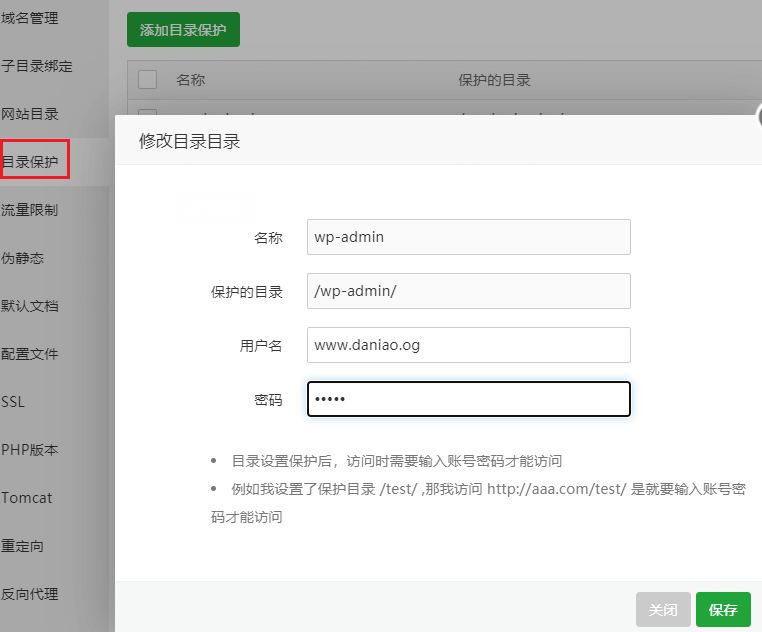 域名管理
添加目录保护
子目录绑定
名称
保护的目录
网站目录
修改目录目录
目录保护
流量限制
名称
wp-admin
伪静态
保护的目录
/wp-admin/
默认文档
用户名
www.daniao.og
配置文件
密码
•••••
SSL
PHP版本
• 目录设置保护后，访问时需要输入账号密码才能访问
• 例如我设置了保护目录 /test/ ,那我访问 http://aaa.com/test/ 是就要输入账号密
码才能访问
Tomcat
重定向
反向代理
关闭
保存